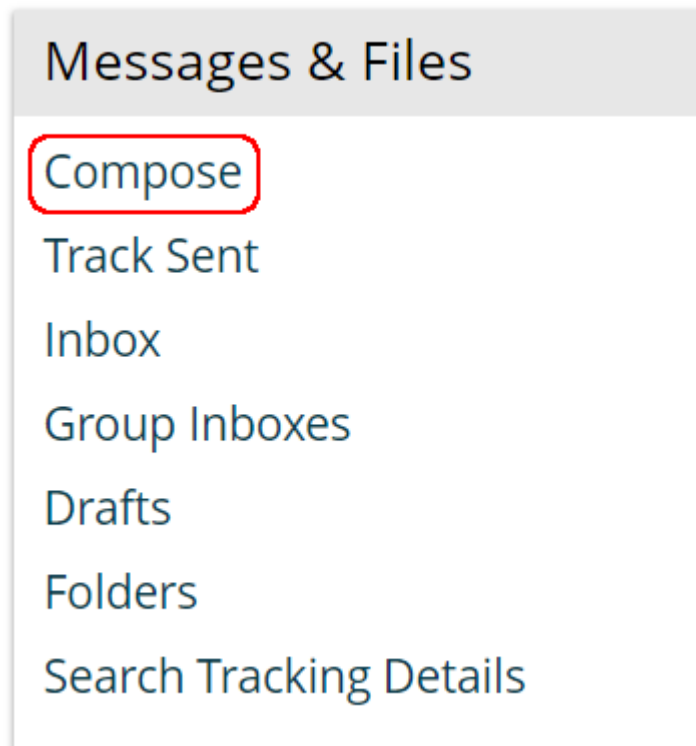 Messages & Files
Compose
Track Sent
Inbox
Group Inboxes
Drafts
Folders
Search Tracking Details